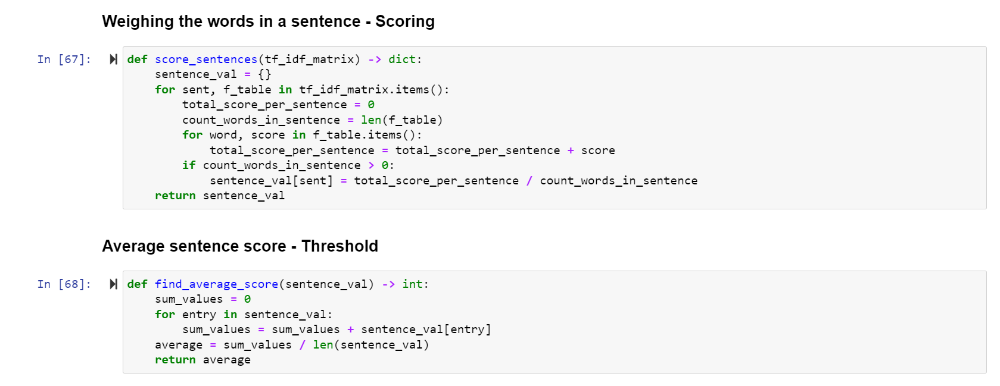 Weighing the words in a sentence - Scoring
In [67]: def score_sentences(tf_idf_matrix) -> dict:
    sentence_val = {}
    for sent, f_table in tf_idf_matrix.items():
        total_score_per_sentence = 0
        count_words_in_sentence = len(f_table)
        for word, score in f_table.items():
            total_score_per_sentence = total_score_per_sentence + score
        if count_words_in_sentence > 0:
            sentence_val[sent] = total_score_per_sentence / count_words_in_sentence
    return sentence_val
Average sentence score - Threshold
In [68]: def find_average_score(sentence_val) -> int:
    sum_values = 0
    for entry in sentence_val:
        sum_values = sum_values + sentence_val[entry]
    average = sum_values / len(sentence_val)
    return average